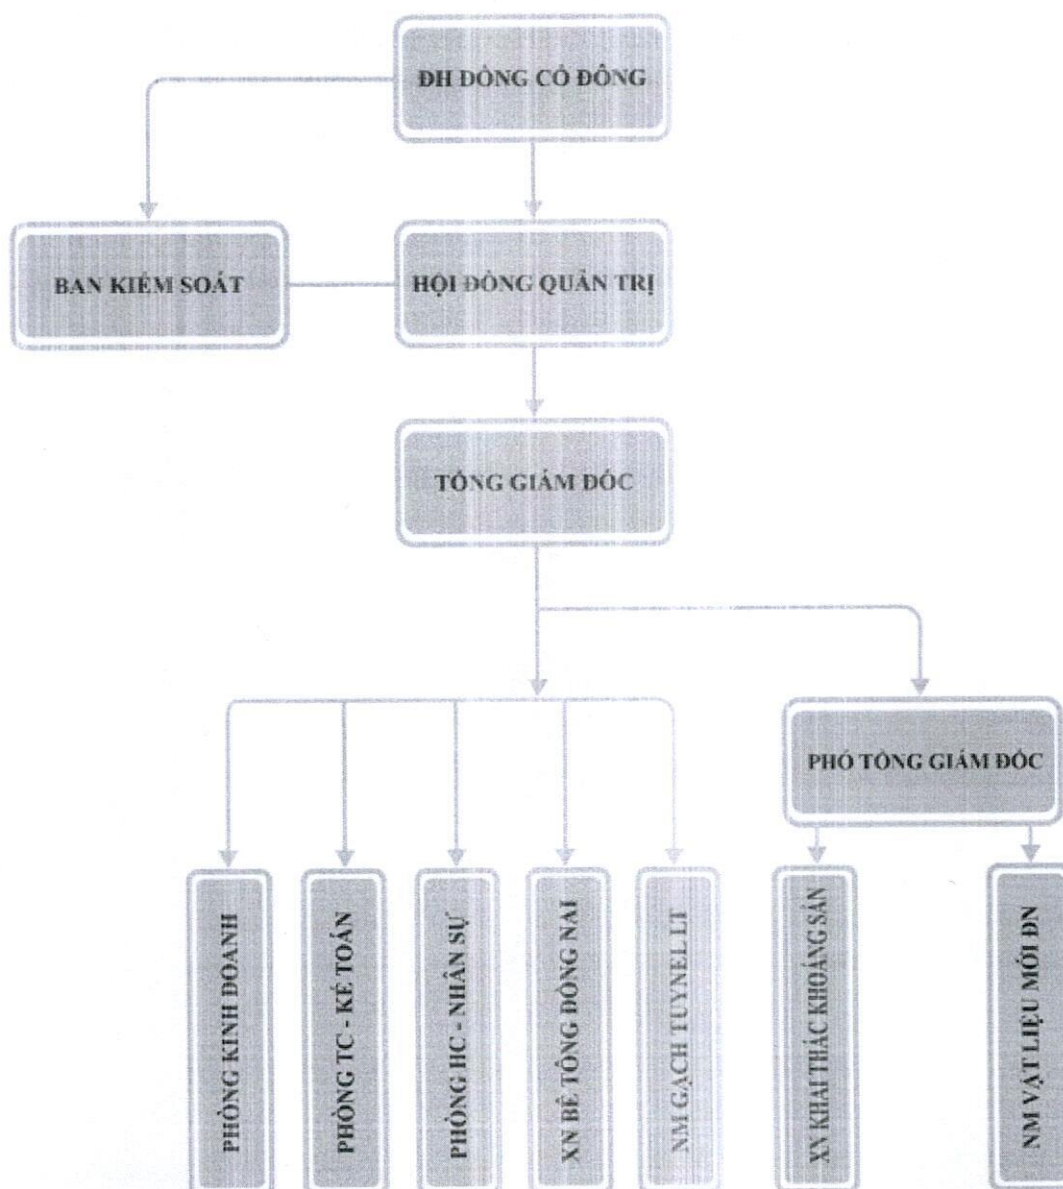 ĐH ĐỒNG CỔ ĐÔNG
BAN KIỂM SOÁT
HỘI ĐỒNG QUẢN TRỊ
TỔNG GIÁM ĐỐC
PHÓ TỔNG GIÁM ĐỐC
PHÒNG KINH DOANH
PHÒNG TC - KẾ TOÁN
PHÒNG HC - NHÂN SỰ
XN BÊ TÔNG ĐỒNG NAI
NM GẠCH TUYNEL LT
XN KHAI THÁC KHOÁNG SẢN
NM VẬT LIỆU MỚI ĐN